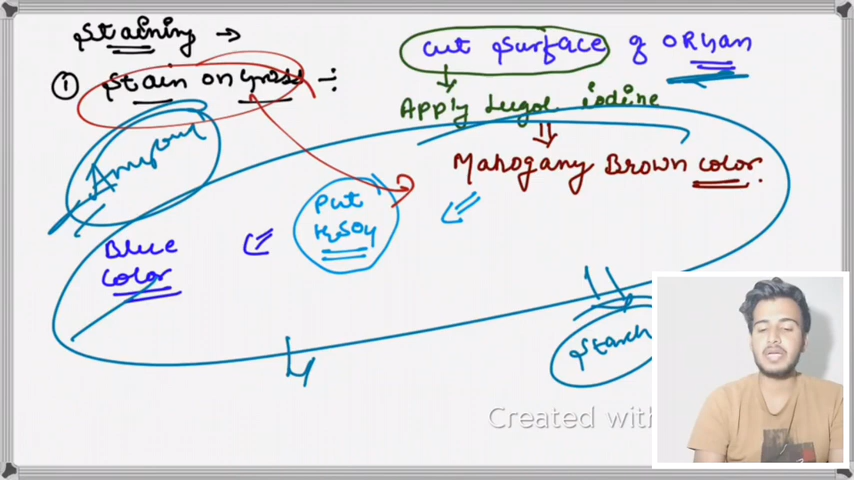 Staining →
① Stain on Gross ÷
cut surface of ORgan
Apply Lugol iodine
Mahogany Brown color.
Put
H₂SO4
Blue
color
Starch
Created with